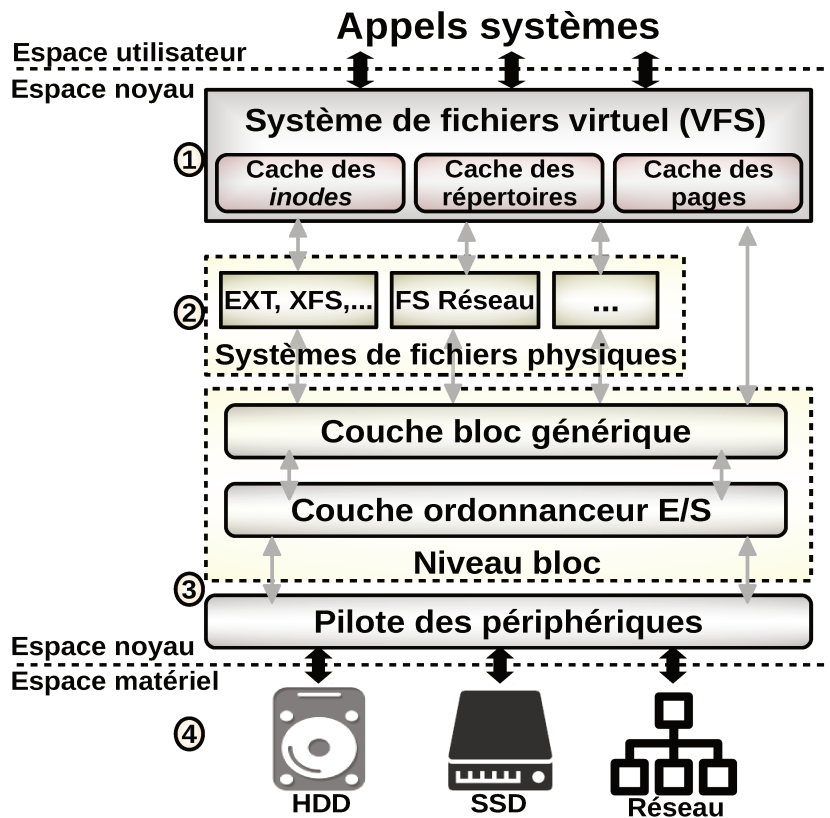 Appels systèmes
Espace utilisateur
Espace noyau
Système de fichiers virtuel (VFS)
1
Cache des
inodes
Cache des
répertoires
Cache des
pages
2
EXT, XFS,...
FS Réseau
...
Systèmes de fichiers physiques
Couche bloc générique
Couche ordonnanceur E/S
Niveau bloc
3
Pilote des périphériques
Espace noyau
Espace matériel
4
HDD
SSD
Réseau